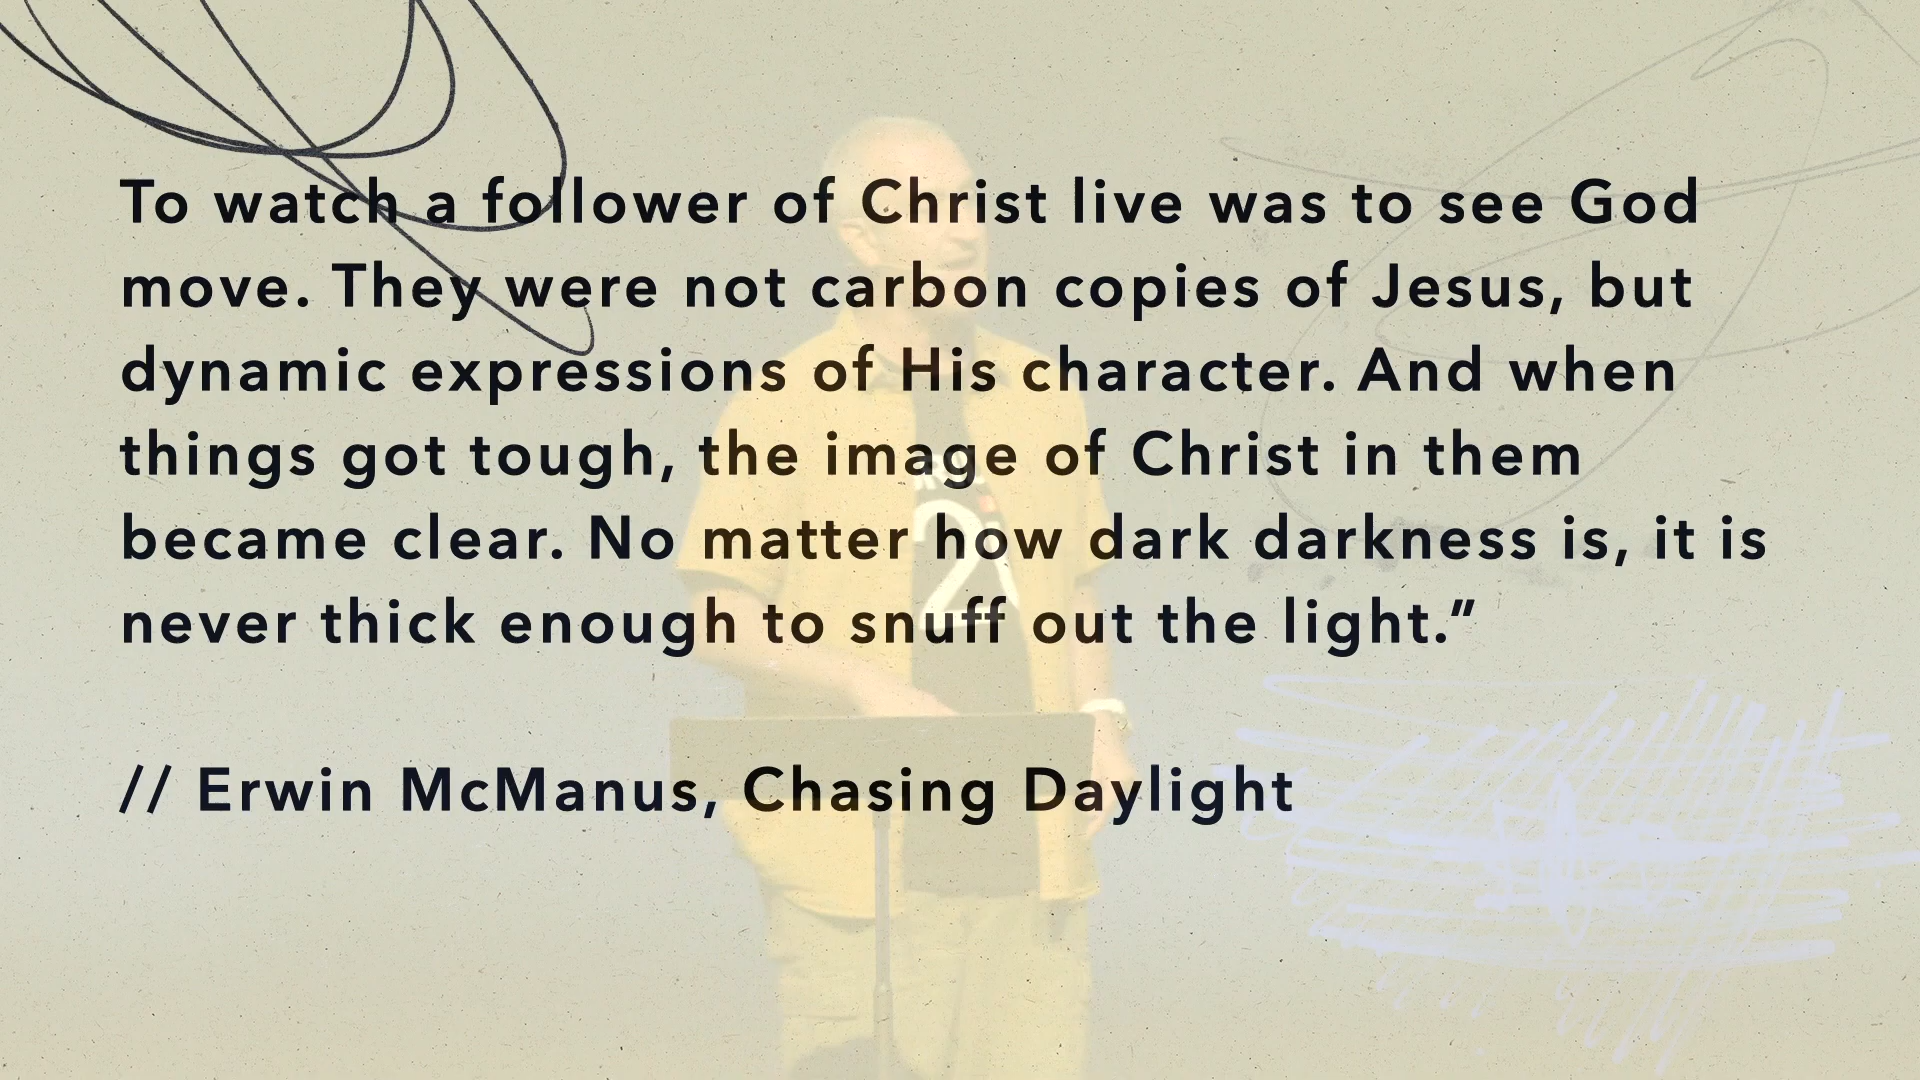 To watch a follower of Christ live was to see God
move. They were not carbon copies of Jesus, but
dynamic expressions of His character. And when
things got tough, the image of Christ in them
became clear. No matter how dark darkness is, it is
never thick enough to snuff out the light.”
// Erwin McManus, Chasing Daylight